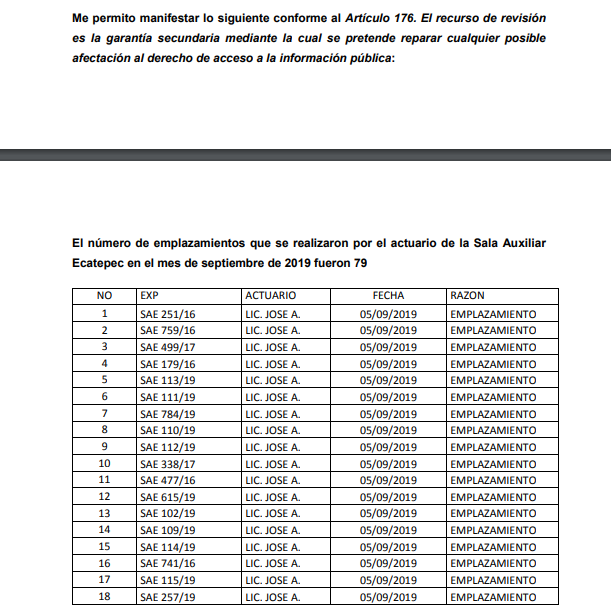 Me permito manifestar lo siguiente conforme al Artículo 176. El recurso de revisión
es la garantía secundaria mediante la cual se pretende reparar cualquier posible
afectación al derecho de acceso a la información pública:
El número de emplazamientos que se realizaron por el actuario de la Sala Auxiliar
Ecatepec en el mes de septiembre de 2019 fueron 79
NO EXP ACTUARIO FECHA RAZON
1 SAE 251/16 LIC. JOSE A. 05/09/2019 EMPLAZAMIENTO
2 SAE 759/16 LIC. JOSE A. 05/09/2019 EMPLAZAMIENTO
3 SAE 499/17 LIC. JOSE A. 05/09/2019 EMPLAZAMIENTO
4 SAE 179/16 LIC. JOSE A. 05/09/2019 EMPLAZAMIENTO
5 SAE 113/19 LIC. JOSE A. 05/09/2019 EMPLAZAMIENTO
6 SAE 111/19 LIC. JOSE A. 05/09/2019 EMPLAZAMIENTO
7 SAE 784/19 LIC. JOSE A. 05/09/2019 EMPLAZAMIENTO
8 SAE 110/19 LIC. JOSE A. 05/09/2019 EMPLAZAMIENTO
9 SAE 112/19 LIC. JOSE A. 05/09/2019 EMPLAZAMIENTO
10 SAE 338/17 LIC. JOSE A. 05/09/2019 EMPLAZAMIENTO
11 SAE 477/16 LIC. JOSE A. 05/09/2019 EMPLAZAMIENTO
12 SAE 615/19 LIC. JOSE A. 05/09/2019 EMPLAZAMIENTO
13 SAE 102/19 LIC. JOSE A. 05/09/2019 EMPLAZAMIENTO
14 SAE 109/19 LIC. JOSE A. 05/09/2019 EMPLAZAMIENTO
15 SAE 114/19 LIC. JOSE A. 05/09/2019 EMPLAZAMIENTO
16 SAE 741/16 LIC. JOSE A. 05/09/2019 EMPLAZAMIENTO
17 SAE 115/19 LIC. JOSE A. 05/09/2019 EMPLAZAMIENTO
18 SAE 257/19 LIC. JOSE A. 05/09/2019 EMPLAZAMIENTO